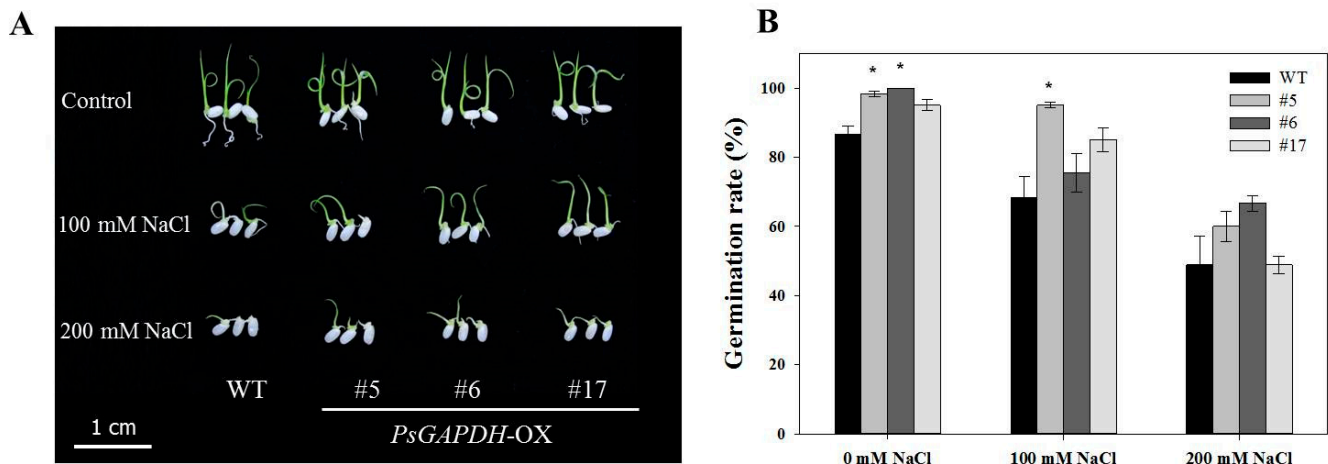 A
Control
100 mM NaCl
200 mM NaCl
WT #5 #6 #17
1 cm
PsGAPDH-OX
B
Germination rate (%)
100
80
60
40
20
0
* *
*
WT
#5
#6
#17
0 mM NaCl 100 mM NaCl 200 mM NaCl